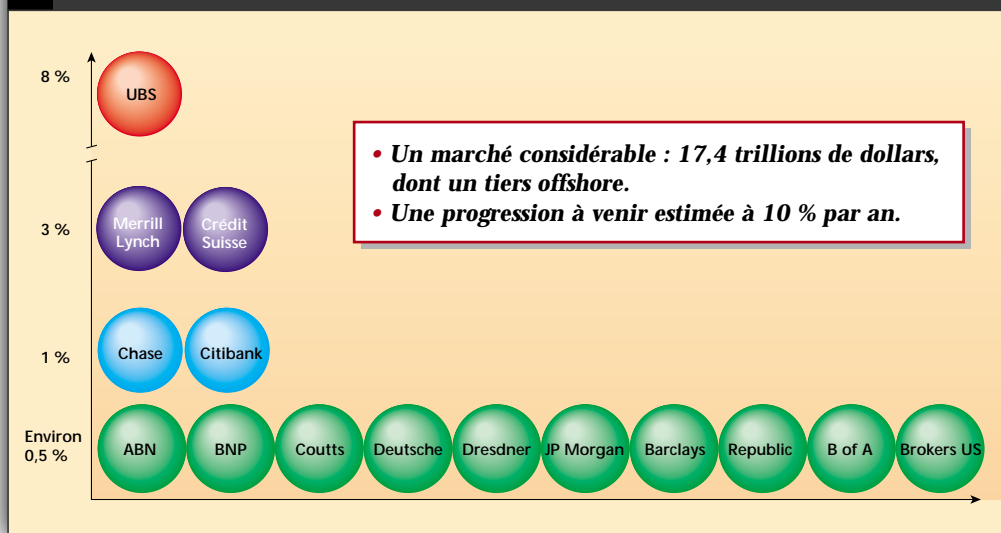 8 %
UBS
• Un marché considérable : 17,4 trillions de dollars,
dont un tiers offshore.
• Une progression à venir estimée à 10 % par an.
3 %
Merrill
Lynch
Crédit
Suisse
1 %
Chase
Citibank
Environ
0,5 %
ABN
BNP
Coutts
Deutsche
Dresdner
JP Morgan
Barclays
Republic
B of A
Brokers US